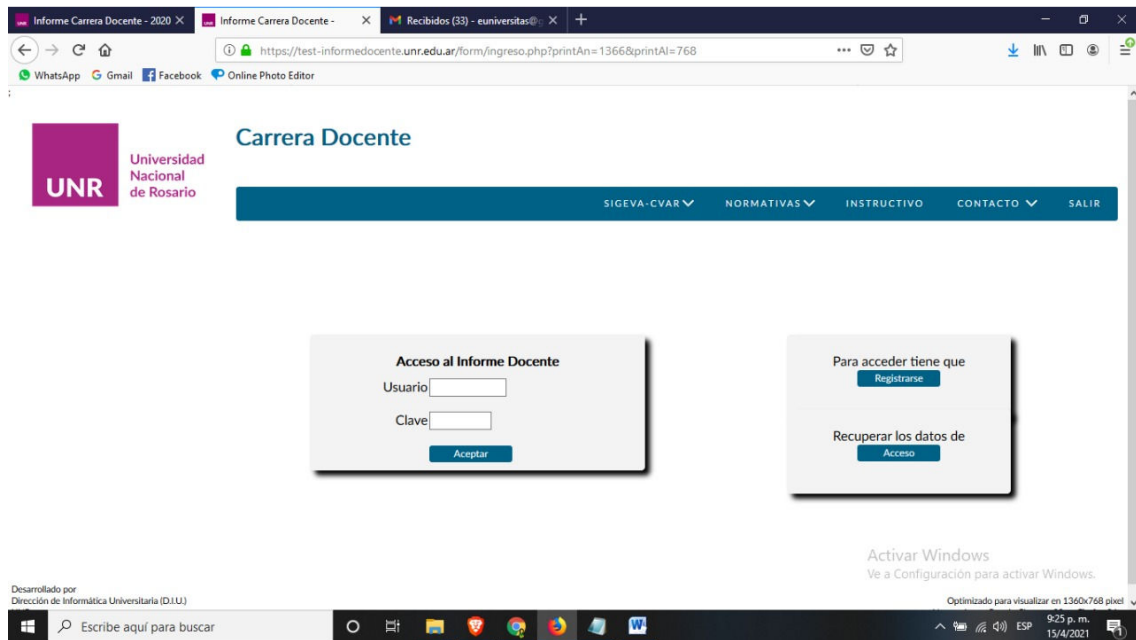 Informe Carrera Docente - 2020
Informe Carrera Docente -
Recibidos (33) - euniversitas@
https://test-informedocente.unr.edu.ar/form/ingreso.php?printAn=1366&printAl=768
WhatsApp Gmail Facebook Online Photo Editor
UNR
Universidad
Nacional
de Rosario
Carrera Docente
SIGEVA-CVAR NORMATIVAS INSTRUCTIVO CONTACTO SALIR
Acceso al Informe Docente
Usuario
Clave
Aceptar
Para acceder tiene que
Registrarse
Recuperar los datos de
Acceso
Activar Windows
Ve a Configuración para activar Windows.
Desarrollado por
Dirección de Informática Universitaria (D.I.U.)
Optimizado para visualizar en 1360x768 pixel
Escribe aquí para buscar
ESP
9:25 p. m.
15/4/2021